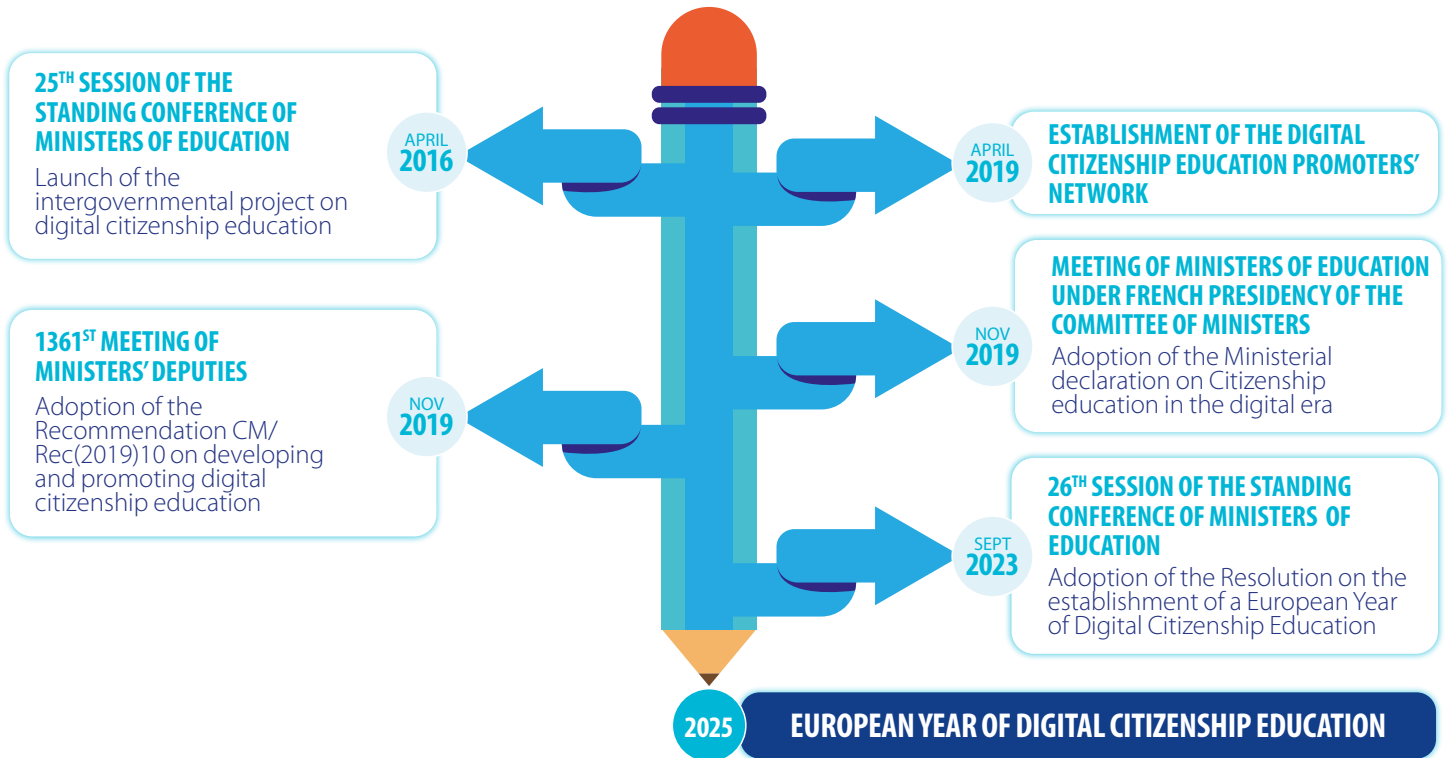 APRIL
2016
25TH SESSION OF THE
STANDING CONFERENCE OF
MINISTERS OF EDUCATION
Launch of the
intergovernmental project on
digital citizenship education
APRIL
2019
ESTABLISHMENT OF THE DIGITAL
CITIZENSHIP EDUCATION PROMOTERS’
NETWORK
NOV
2019
MEETING OF MINISTERS OF EDUCATION
UNDER FRENCH PRESIDENCY OF THE
COMMITTEE OF MINISTERS
Adoption of the Ministerial
declaration on Citizenship
education in the digital era
NOV
2019
1361ST MEETING OF
MINISTERS’ DEPUTIES
Adoption of the
Recommendation CM/
Rec(2019)10 on developing
and promoting digital
citizenship education
SEPT
2023
26TH SESSION OF THE STANDING
CONFERENCE OF MINISTERS OF
EDUCATION
Adoption of the Resolution on the
establishment of a European Year
of Digital Citizenship Education
2025
EUROPEAN YEAR OF DIGITAL CITIZENSHIP EDUCATION